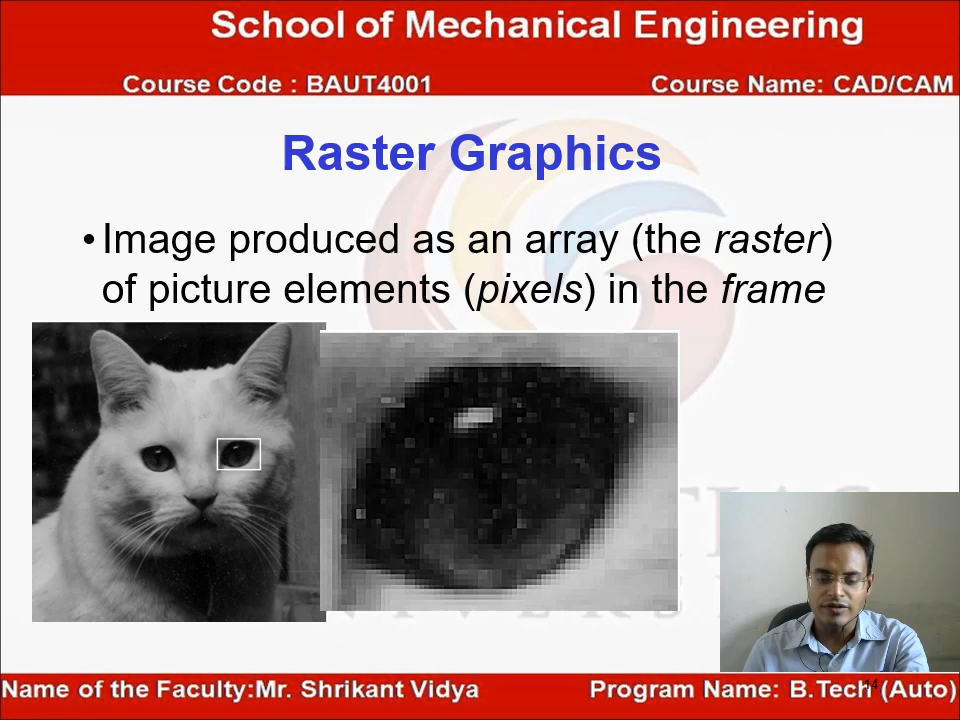 School of Mechanical Engineering
Course Code : BAUT4001 Course Name: CAD/CAM
Raster Graphics
• Image produced as an array (the raster)
of picture elements (pixels) in the frame
Name of the Faculty:Mr. Shrikant Vidya Program Name: B.Tech (Auto)
14